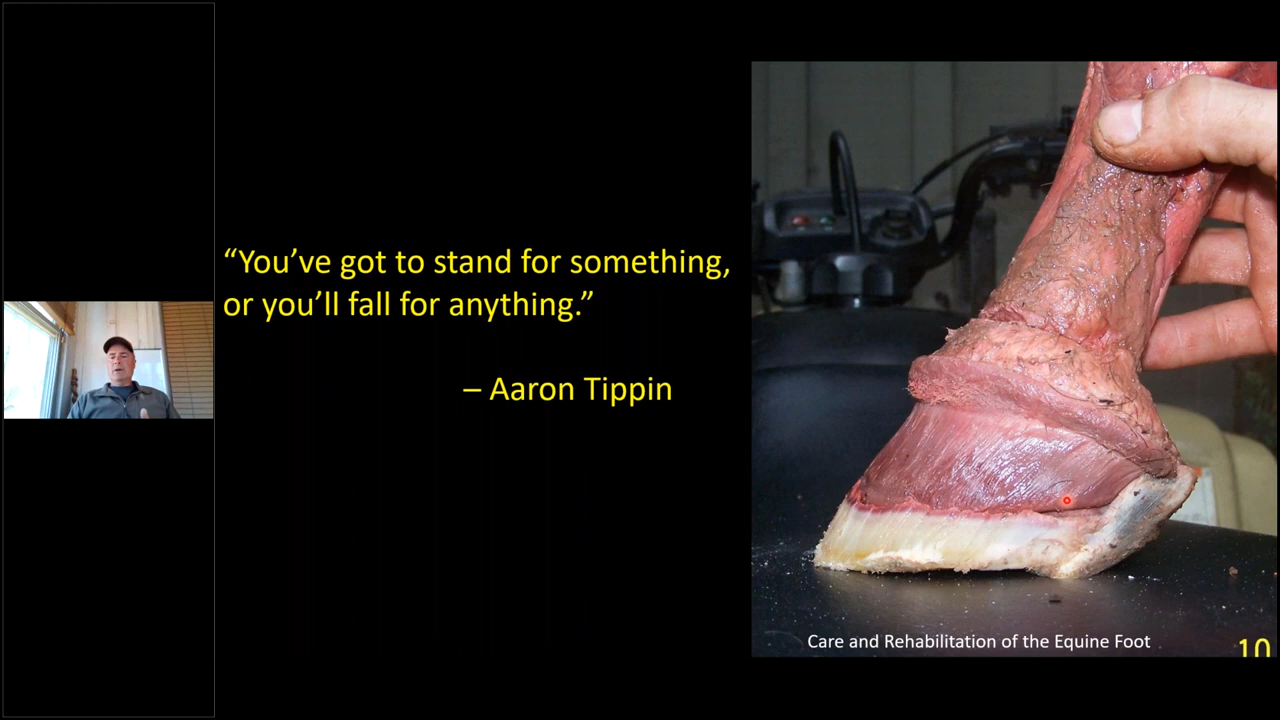 “You’ve got to stand for something,
or you’ll fall for anything.”
– Aaron Tippin
Care and Rehabilitation of the Equine Foot
10